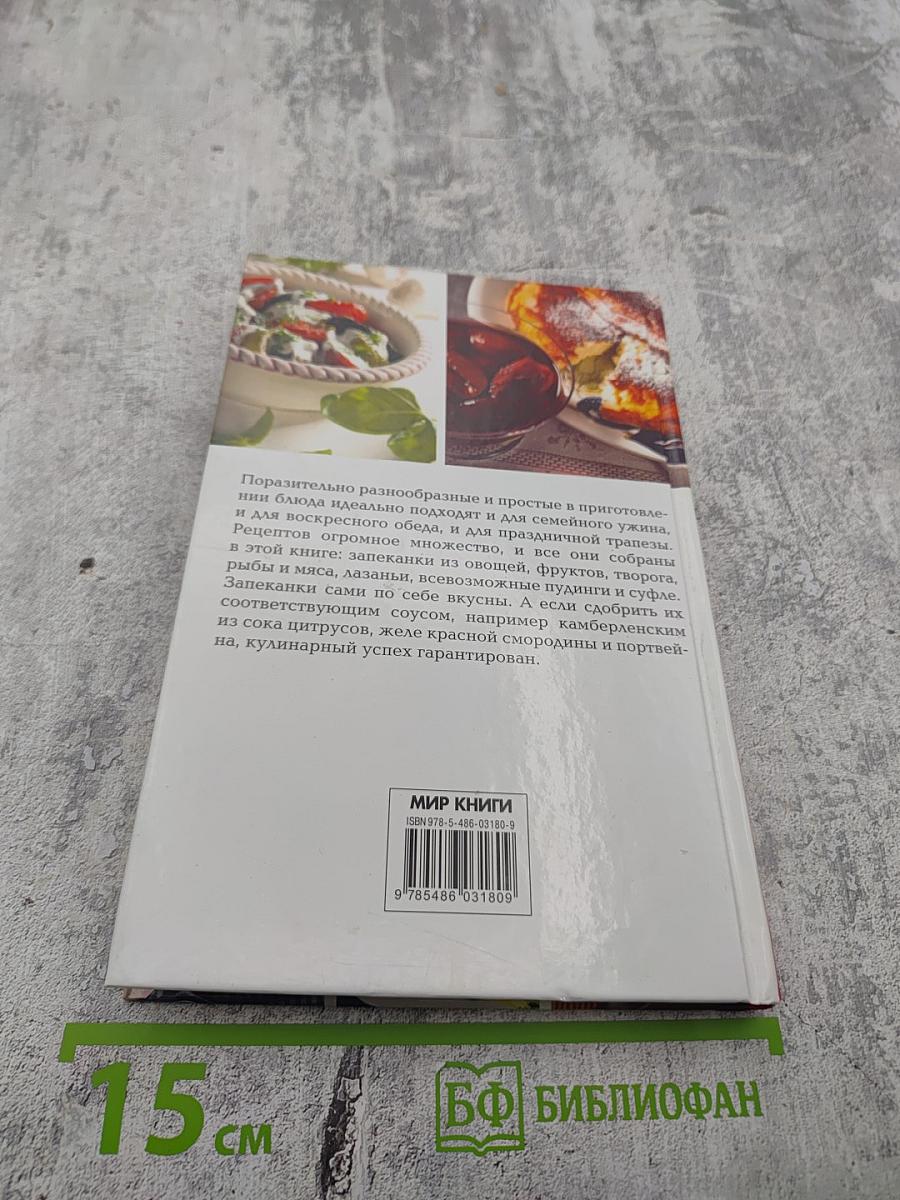 Поразительно разнообразные и простые в приготовле-
нии блюда идеально подходят и для семейного ужина,
и для воскресного обеда, и для праздничной трапезы.
Рецептов огромное множество, и все они собраны
в этой книге: запеканки из овощей, фруктов, творога,
рыбы и мяса, лазаньи, всевозможные пудинги и суфле.
Запеканки сами по себе вкусны. А если сдобрить их
соответствующим соусом, например камберленским
из сока цитрусов, желе красной смородины и портвей-
на, кулинарный успех гарантирован.
МИР КНИГИ
ISBN 978-5-486-03180-9
9 785486 031809
15 см
БФ БИБЛИОФАН